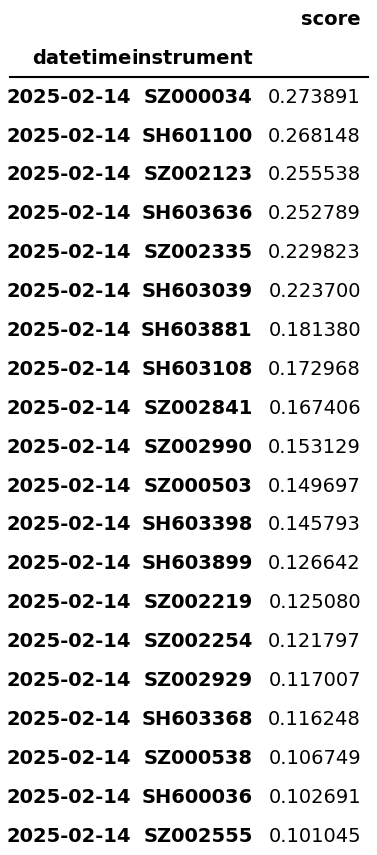 score
datetime instrument
2025-02-14 SZ000034 0.273891
2025-02-14 SH601100 0.268148
2025-02-14 SZ002123 0.255538
2025-02-14 SH603636 0.252789
2025-02-14 SZ002335 0.229823
2025-02-14 SH603039 0.223700
2025-02-14 SH603881 0.181380
2025-02-14 SH603108 0.172968
2025-02-14 SZ002841 0.167406
2025-02-14 SZ002990 0.153129
2025-02-14 SZ000503 0.149697
2025-02-14 SH603398 0.145793
2025-02-14 SH603899 0.126642
2025-02-14 SZ002219 0.125080
2025-02-14 SZ002254 0.121797
2025-02-14 SZ002929 0.117007
2025-02-14 SH603368 0.116248
2025-02-14 SZ000538 0.106749
2025-02-14 SH600036 0.102691
2025-02-14 SZ002555 0.101045